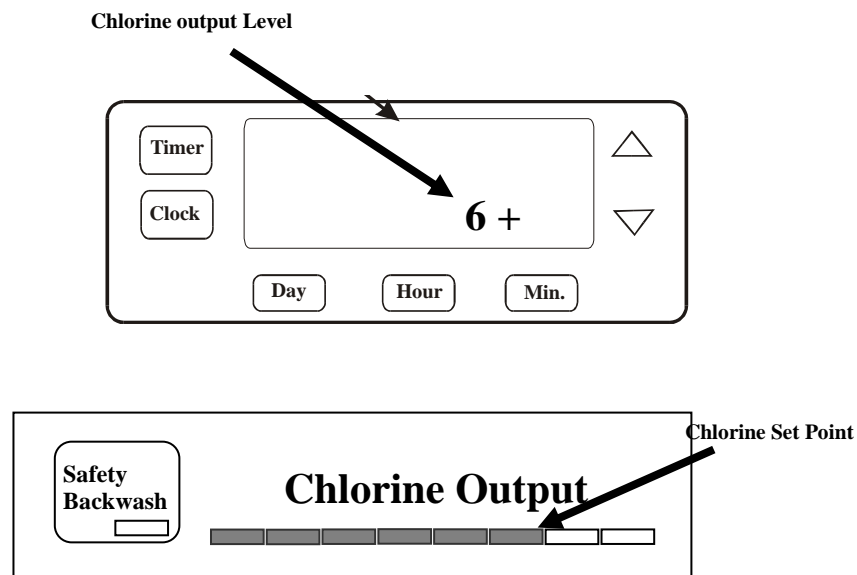 Chlorine output Level
Timer
Clock
6 +
Day Hour Min.
Chlorine Set Point
Safety
Backwash
Chlorine Output